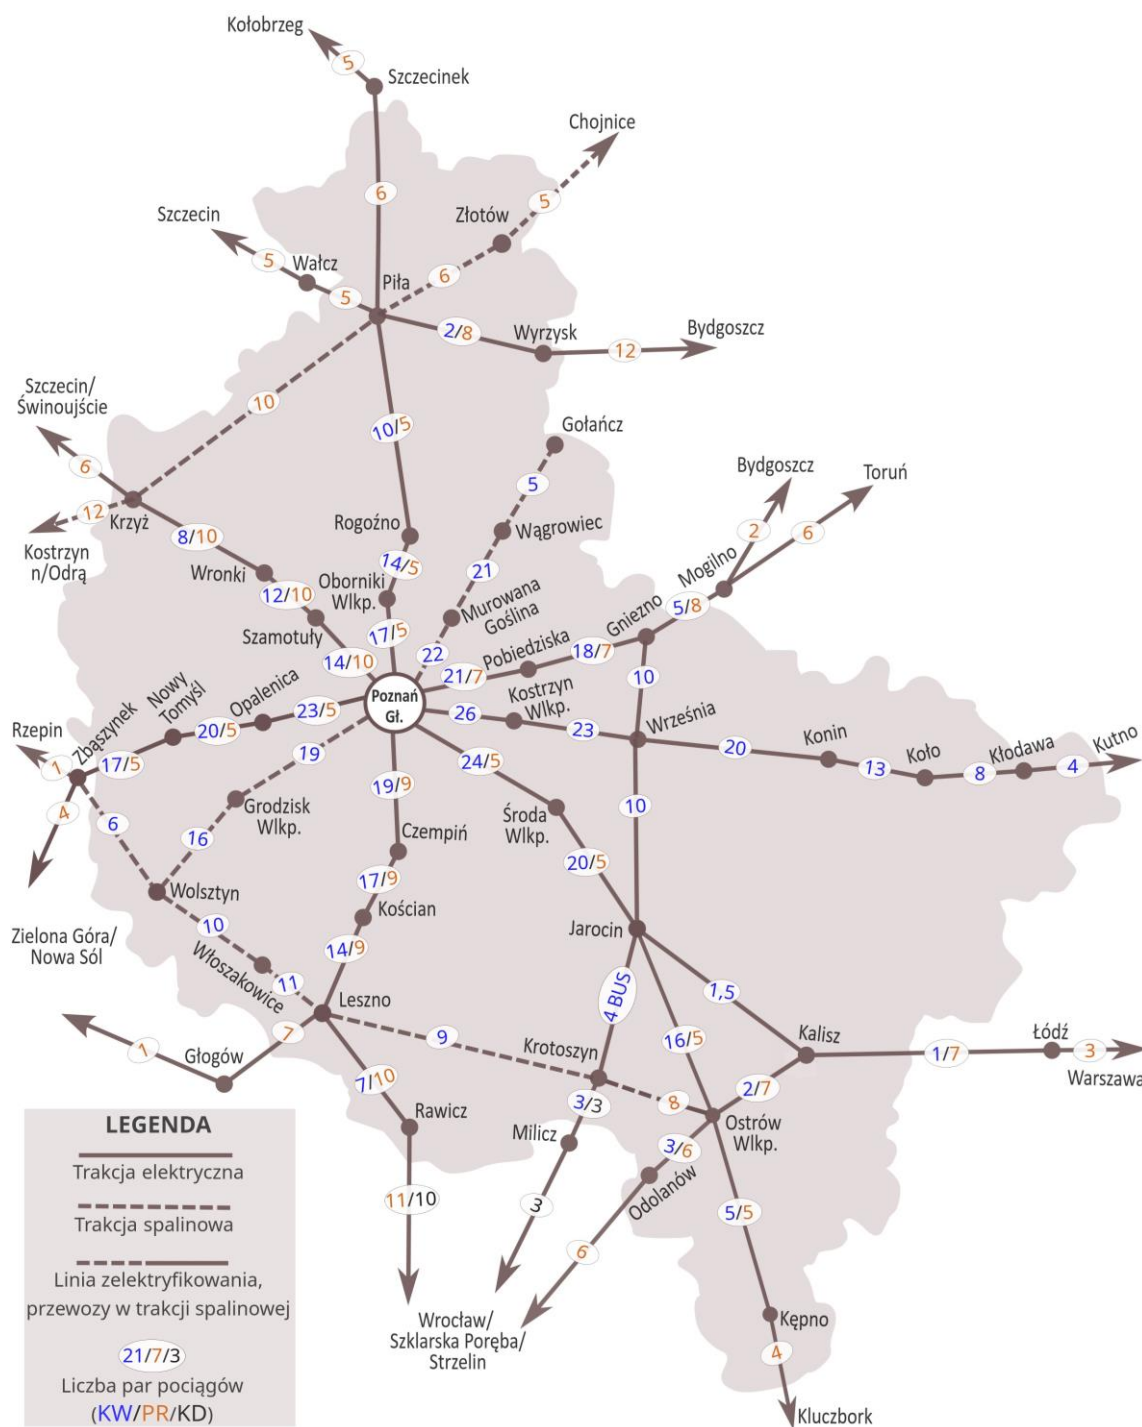 Kołobrzeg
5
Szczecinek
Chojnice
6
5
Szczecin
Złotów
5
Wałcz
6
5
Piła
2/8
Wyrzysk
12
Bydgoszcz
10
Szczecin/
Świnoujście
10/5
Gołańcz
6
5
Bydgoszcz
Toruń
12
Krzyż
Kostrzyn
n/Odrą
8/10
Rogoźno
Wągrowiec
2
6
Wronki
14/5
21
Mogilno
12/10
Oborniki
Wlkp.
5/8
Szamotuły
17/5
Murowana
Goślina
Gniezno
14/10
22
Pobiedziska
18/7
21/7
10
Nowy
Tomyśl
Opalenica
23/5
Poznań
Gł.
26
Kostrzyn
Wlkp.
23
Września
Rzepin
Zbąszynek
20/5
20
Konin
Koło
Kłodawa
Kutno
1
17/5
19
24/5
13
8
4
4
6
Grodzisk
Wlkp.
19/9
Środa
Wlkp.
10
16
Czempiń
20/5
Wolsztyn
17/9
Zielona Góra/
Nowa Sól
10
Kościan
Jarocin
Włoszakowice
14/9
11
Leszno
4 BUS
1,5
1
Głogów
7
9
Krotoszyn
16/5
Kalisz
1/7
Łódź
3
Warszawa
7/10
2/7
8
3/3
Rawicz
Milicz
Ostrów
Wlkp.
3/6
Odolanów
11/10
3
5/5
6
Wrocław/
Szklarska Poręba/
Strzelin
Kępno
4
Kluczbork
LEGENDA
Trakcja elektryczna
Trakcja spalinowa
Linia zelektryfikowania,
przewozy w trakcji spalinowej
21/7/3
Liczba par pociągów
(KW/PR/KD)